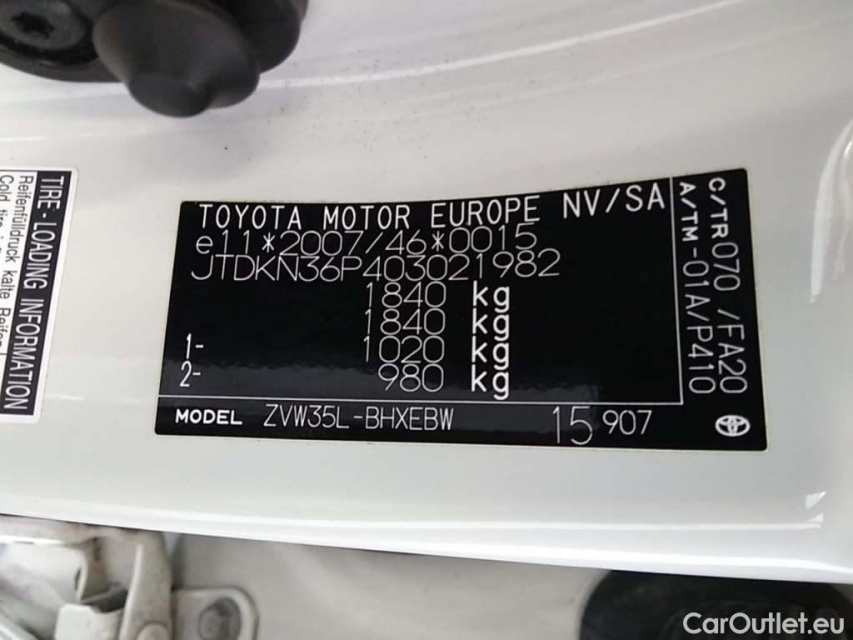 TOYOTA MOTOR EUROPE NV/SA
e11*2007/46*0015
JTDKN36P403021982
1840 kg
1840 kg
1- 1020 kg
2- 980 kg
MODEL ZVW35L-BHXEBW 15 907
C/TR 070 /FA20
A/TM -01A/P410
TIRE-LOADING INFORMATION
Reifenfülldruck kalte Reifen
Cold tire
CarOutlet.eu